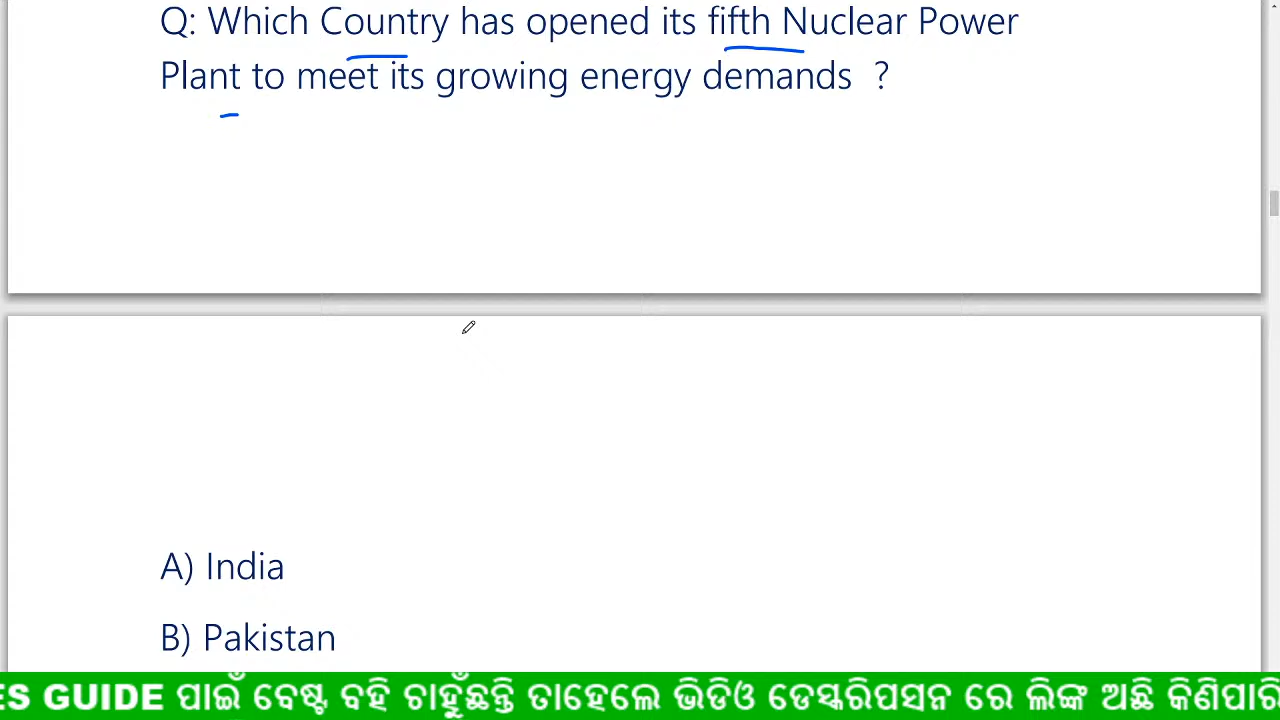 Q: Which Country has opened its fifth Nuclear Power
Plant to meet its growing energy demands ?
A) India
B) Pakistan
ES GUIDE ପାଇଁ ବେଷ୍ଟ ବହି ଚାହୁଁଛନ୍ତି ତାହେଲେ ଭିଡିଓ ଡେସ୍କରିପସନ ରେ ଲିଙ୍କ ଅଛି କିଣିପାରି